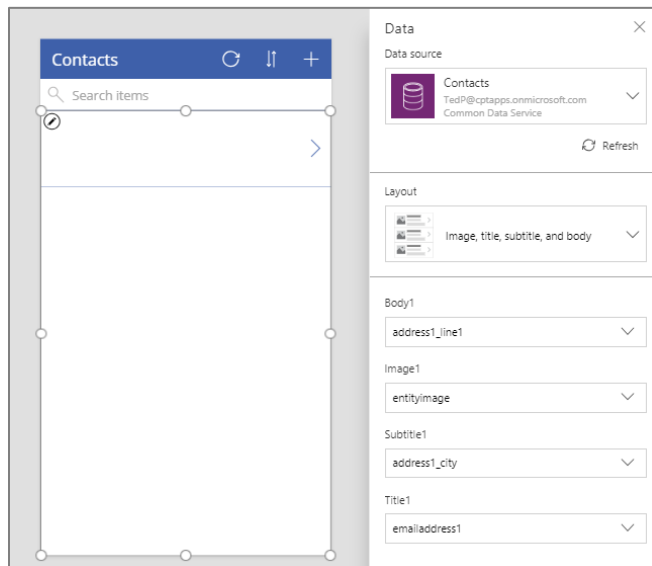 Contacts
Search items
Data
Data source
Contacts
TedP@cptapps.onmicrosoft.com
Common Data Service
Refresh
Layout
Image, title, subtitle, and body
Body1
address1_line1
Image1
entityimage
Subtitle1
address1_city
Title1
emailaddress1